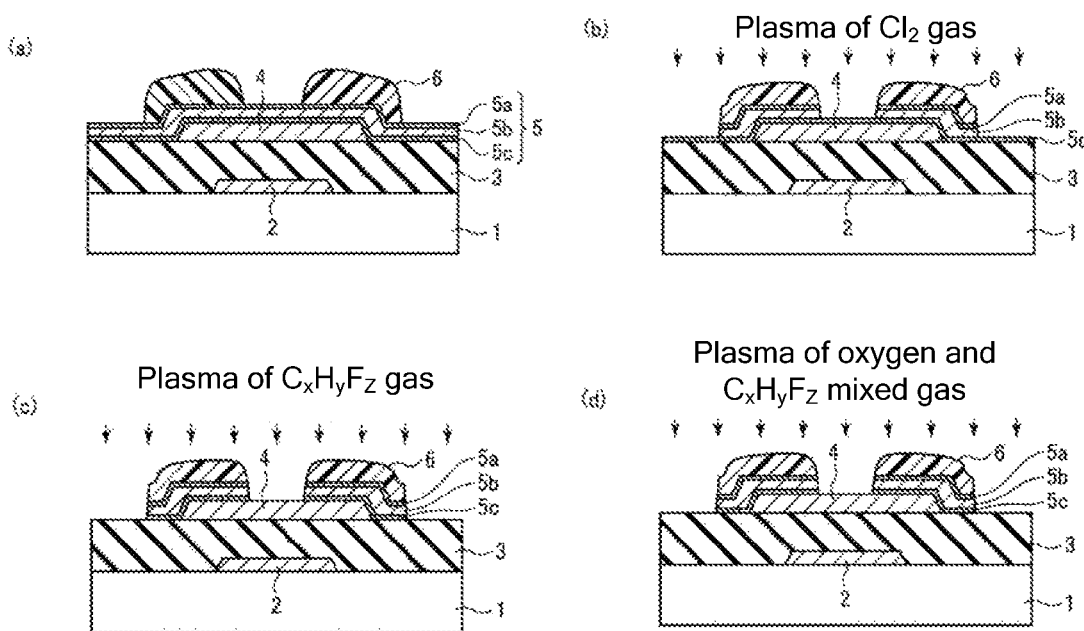 (a)
4
6
5a
5b
5c
5
3
2
1
(b)
Plasma of Cl₂ gas
4
6
5a
5b
5c
3
2
1
(c)
Plasma of CₓHᵧF_Z gas
4
6
5a
5b
5c
3
2
1
(d)
Plasma of oxygen and
CₓHᵧF_Z mixed gas
4
6
5a
5b
5c
3
2
1